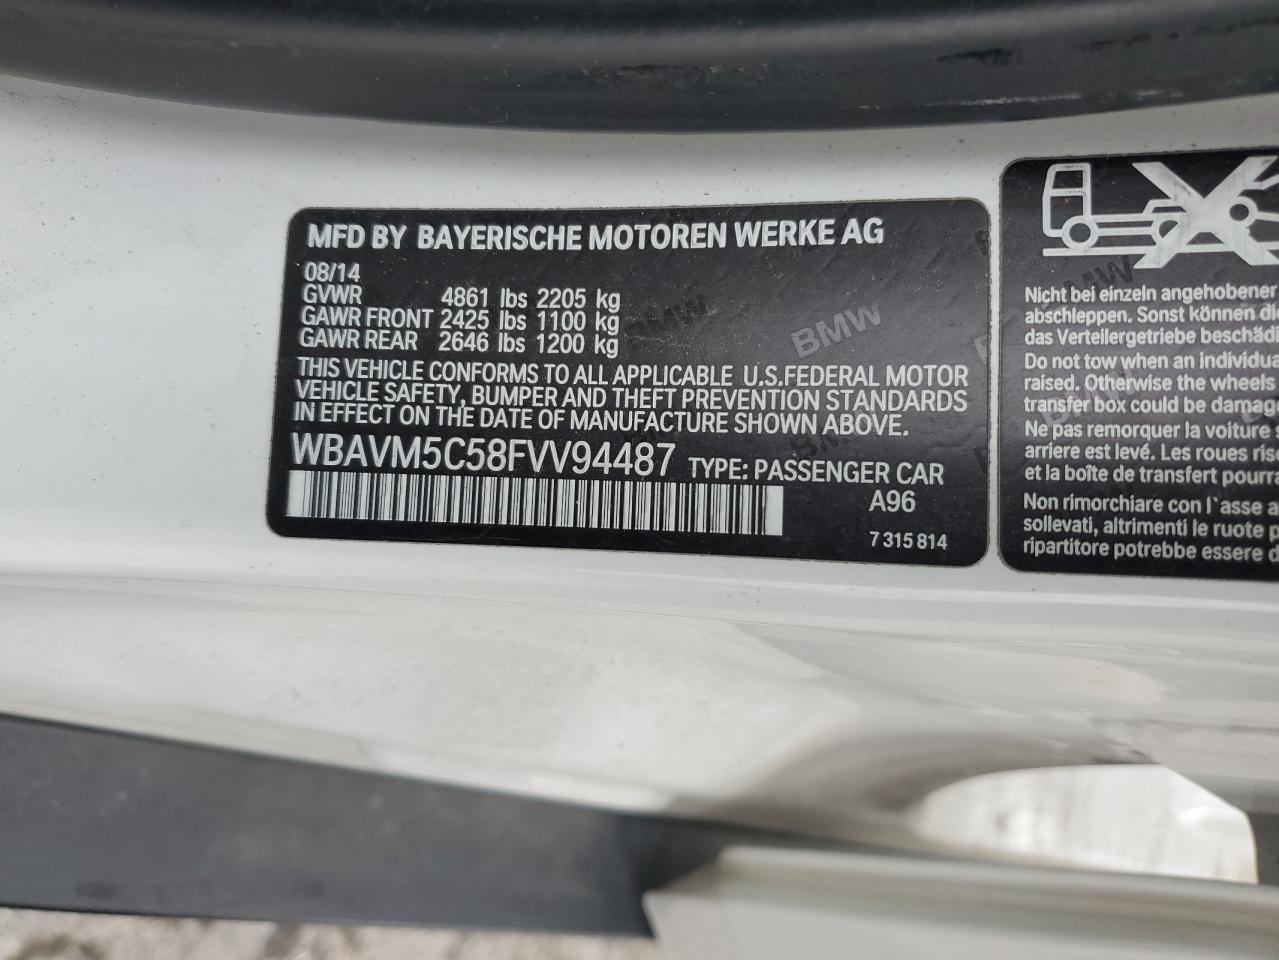 MFD BY BAYERISCHE MOTOREN WERKE AG
08/14
GVWR 4861 lbs 2205 kg
GAWR FRONT 2425 lbs 1100 kg
GAWR REAR 2646 lbs 1200 kg
THIS VEHICLE CONFORMS TO ALL APPLICABLE U.S.FEDERAL MOTOR
VEHICLE SAFETY, BUMPER AND THEFT PREVENTION STANDARDS
IN EFFECT ON THE DATE OF MANUFACTURE SHOWN ABOVE.
WBAVM5C58FVV94487 TYPE: PASSENGER CAR
A96
7 315 814
BMW
BMW
BMW
BMW
Nicht bei einzeln angehobener
abschleppen. Sonst können die
das Verteilergetriebe beschädi
Do not tow when an individua
raised. Otherwise the wheels
transfer box could be damag
Ne pas remorquer la voiture s
arriere est levé. Les roues rise
et la boîte de transfert pourra
Non rimorchiare con l`asse a
sollevati, altrimenti le ruote p
ripartitore potrebbe essere d